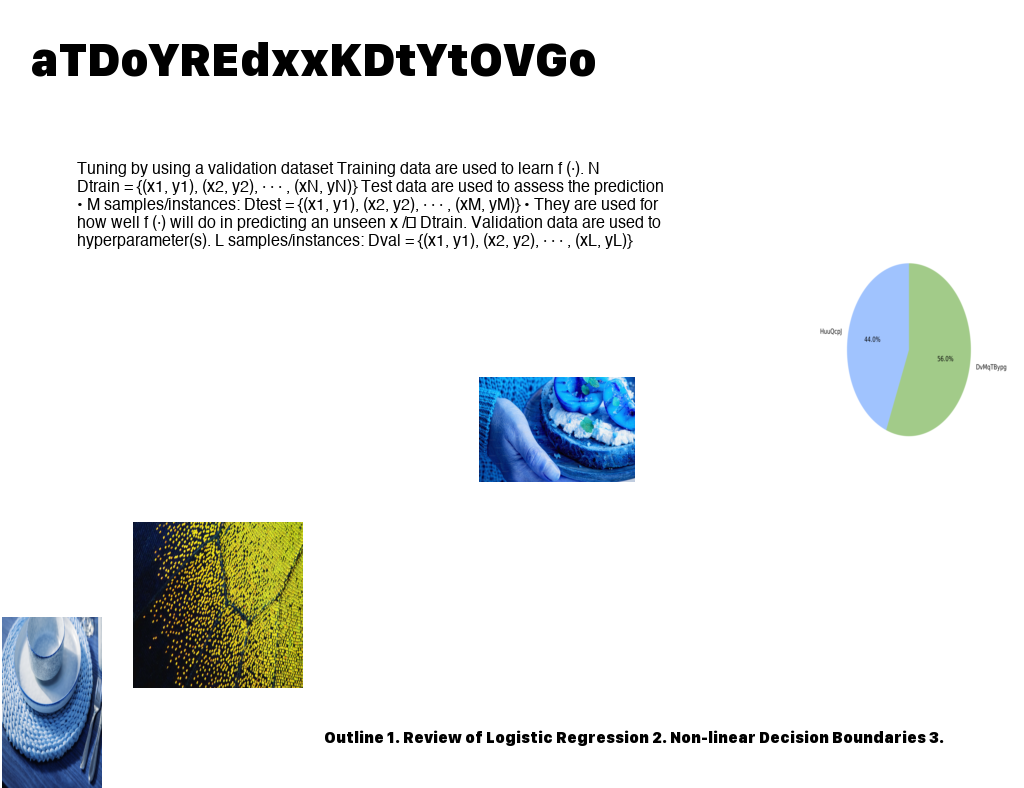 aTDoYREdxxKDtYtOVGo
Tuning by using a validation dataset Training data are used to learn f (·). N
Dtrain = {(x1, y1), (x2, y2), · · · , (xN, yN)} Test data are used to assess the prediction
• M samples/instances: Dtest = {(x1, y1), (x2, y2), · · · , (xM, yM)} • They are used for
how well f (·) will do in predicting an unseen x /▯ Dtrain. Validation data are used to
hyperparameter(s). L samples/instances: Dval = {(x1, y1), (x2, y2), · · · , (xL, yL)}
HuuQcpJ
44.0%
56.0%
DvMqTBypg
Outline 1. Review of Logistic Regression 2. Non-linear Decision Boundaries 3.